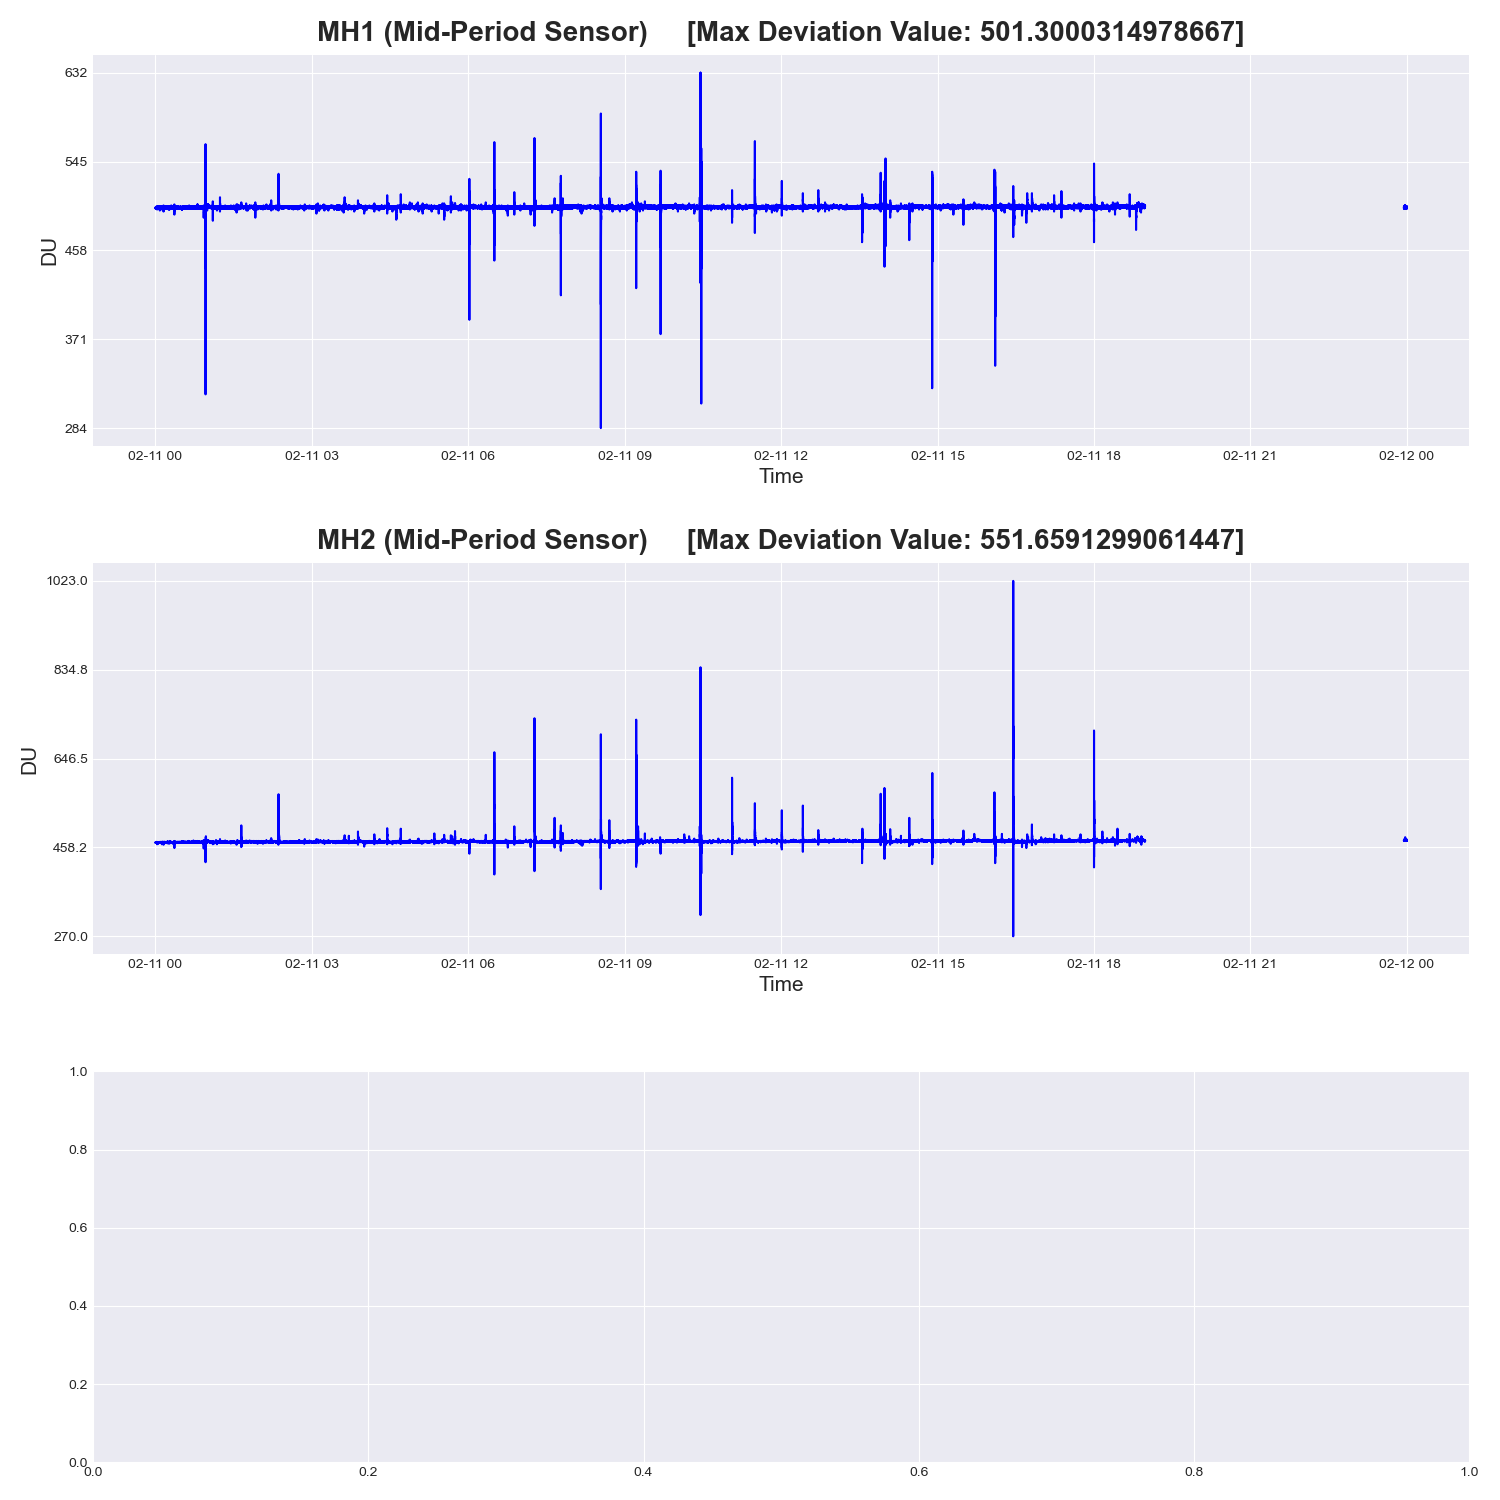 MH1 (Mid-Period Sensor) [Max Deviation Value: 501.3000314978667]
632
545
458
371
284
DU
02-11 00 02-11 03 02-11 06 02-11 09 02-11 12 02-11 15 02-11 18 02-11 21 02-12 00
Time
MH2 (Mid-Period Sensor) [Max Deviation Value: 551.6591299061447]
1023.0
834.8
646.5
458.2
270.0
DU
02-11 00 02-11 03 02-11 06 02-11 09 02-11 12 02-11 15 02-11 18 02-11 21 02-12 00
Time
1.0
0.8
0.6
0.4
0.2
0.0
0.0 0.2 0.4 0.6 0.8 1.0